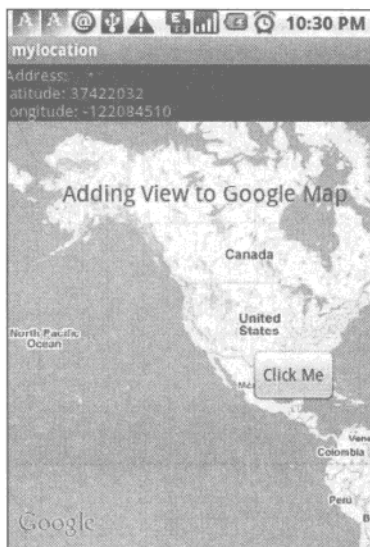 10:30 PM
mylocation
Address:
atitude: 37422032
ongitude: -122084510
Adding View to Google Map
Canada
United
States
North Pacific
Ocean
Click Me
Colombia
Peru
Google